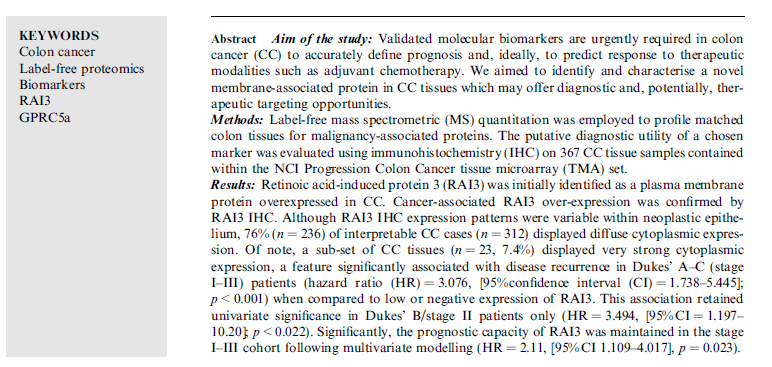 KEYWORDS
Colon cancer
Label-free proteomics
Biomarkers
RAI3
GPRC5a
Abstract Aim of the study: Validated molecular biomarkers are urgently required in colon
cancer (CC) to accurately define prognosis and, ideally, to predict response to therapeutic
modalities such as adjuvant chemotherapy. We aimed to identify and characterise a novel
membrane-associated protein in CC tissues which may offer diagnostic and, potentially, ther-
apeutic targeting opportunities.
Methods: Label-free mass spectrometric (MS) quantitation was employed to profile matched
colon tissues for malignancy-associated proteins. The putative diagnostic utility of a chosen
marker was evaluated using immunohistochemistry (IHC) on 367 CC tissue samples contained
within the NCI Progression Colon Cancer tissue microarray (TMA) set.
Results: Retinoic acid-induced protein 3 (RAI3) was initially identified as a plasma membrane
protein overexpressed in CC. Cancer-associated RAI3 over-expression was confirmed by
RAI3 IHC. Although RAI3 IHC expression patterns were variable within neoplastic epithe-
lium, 76% (n = 236) of interpretable CC cases (n = 312) displayed diffuse cytoplasmic expres-
sion. Of note, a sub-set of CC tissues (n = 23, 7.4%) displayed very strong cytoplasmic
expression, a feature significantly associated with disease recurrence in Dukes' A–C (stage
I–III) patients (hazard ratio (HR) = 3.076, [95%confidence interval (CI) = 1.738–5.445];
p < 0.001) when compared to low or negative expression of RAI3. This association retained
univariate significance in Dukes' B/stage II patients only (HR = 3.494, [95% CI = 1.197–
10.20]; p < 0.022). Significantly, the prognostic capacity of RAI3 was maintained in the stage
I–III cohort following multivariate modelling (HR = 2.11, [95% CI 1.109–4.017], p = 0.023).